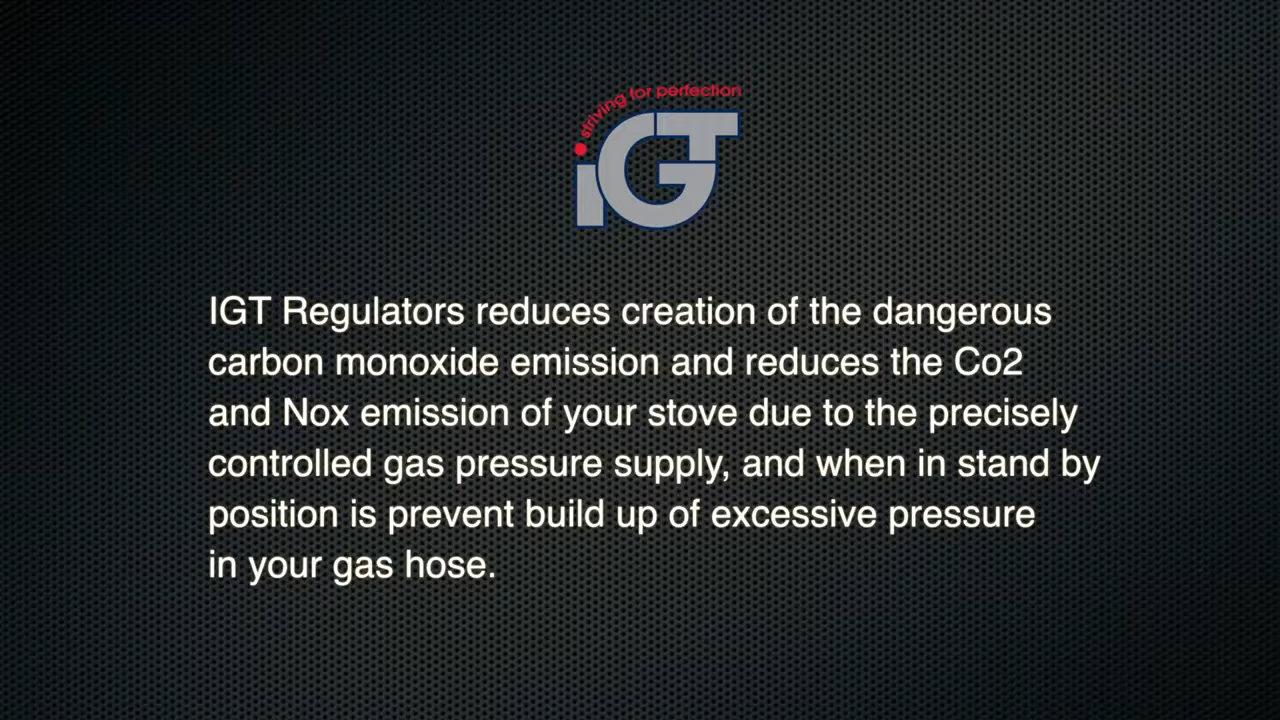 striving for perfection
iGT
IGT Regulators reduces creation of the dangerous
carbon monoxide emission and reduces the Co2
and Nox emission of your stove due to the precisely
controlled gas pressure supply, and when in stand by
position is prevent build up of excessive pressure
in your gas hose.